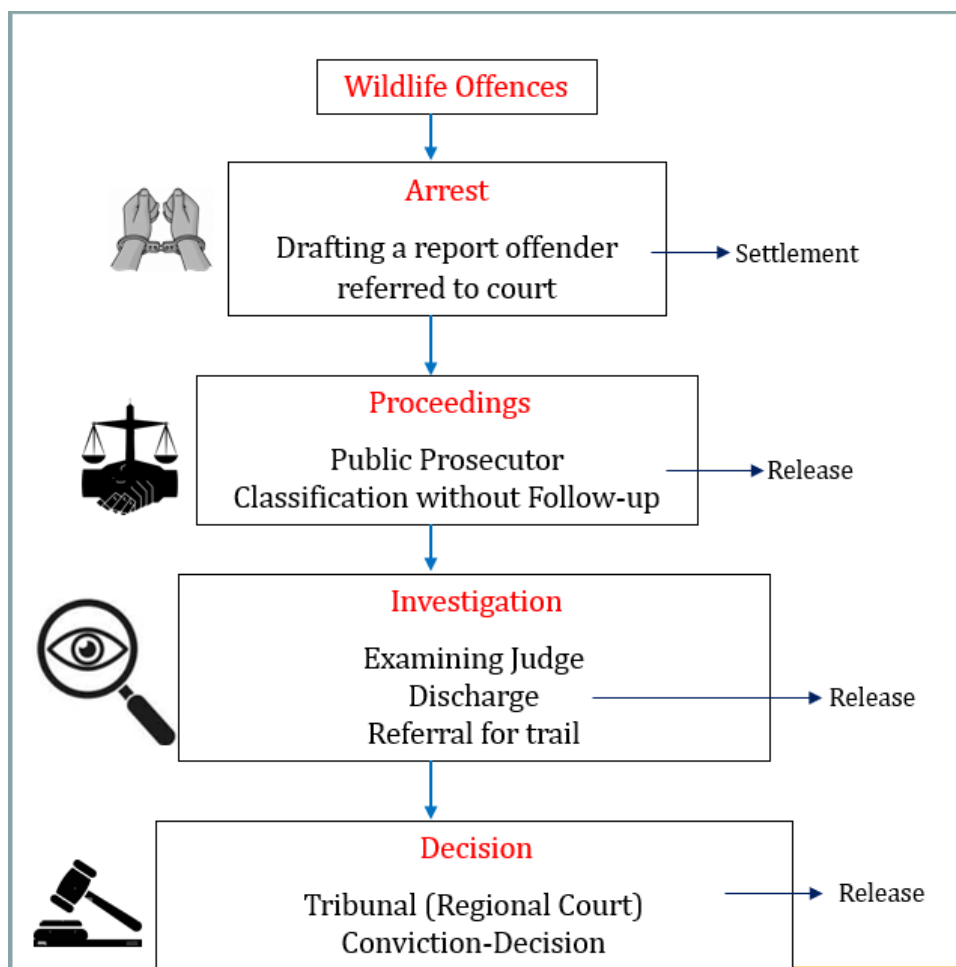 Wildlife Offences
Arrest
Drafting a report offender
referred to court
Settlement
Proceedings
Public Prosecutor
Classification without Follow-up
Release
Investigation
Examining Judge
Discharge
Referral for trail
Release
Decision
Tribunal (Regional Court)
Conviction-Decision
Release